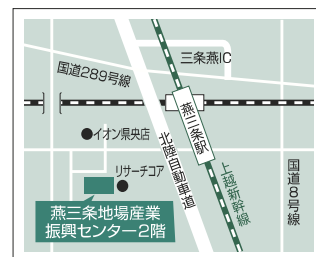 三条燕IC
国道289号線
燕三条駅
イオン県央店
北陸自動車道
リサーチコア
上越新幹線
国道8号線
燕三条地場産業
振興センター2階